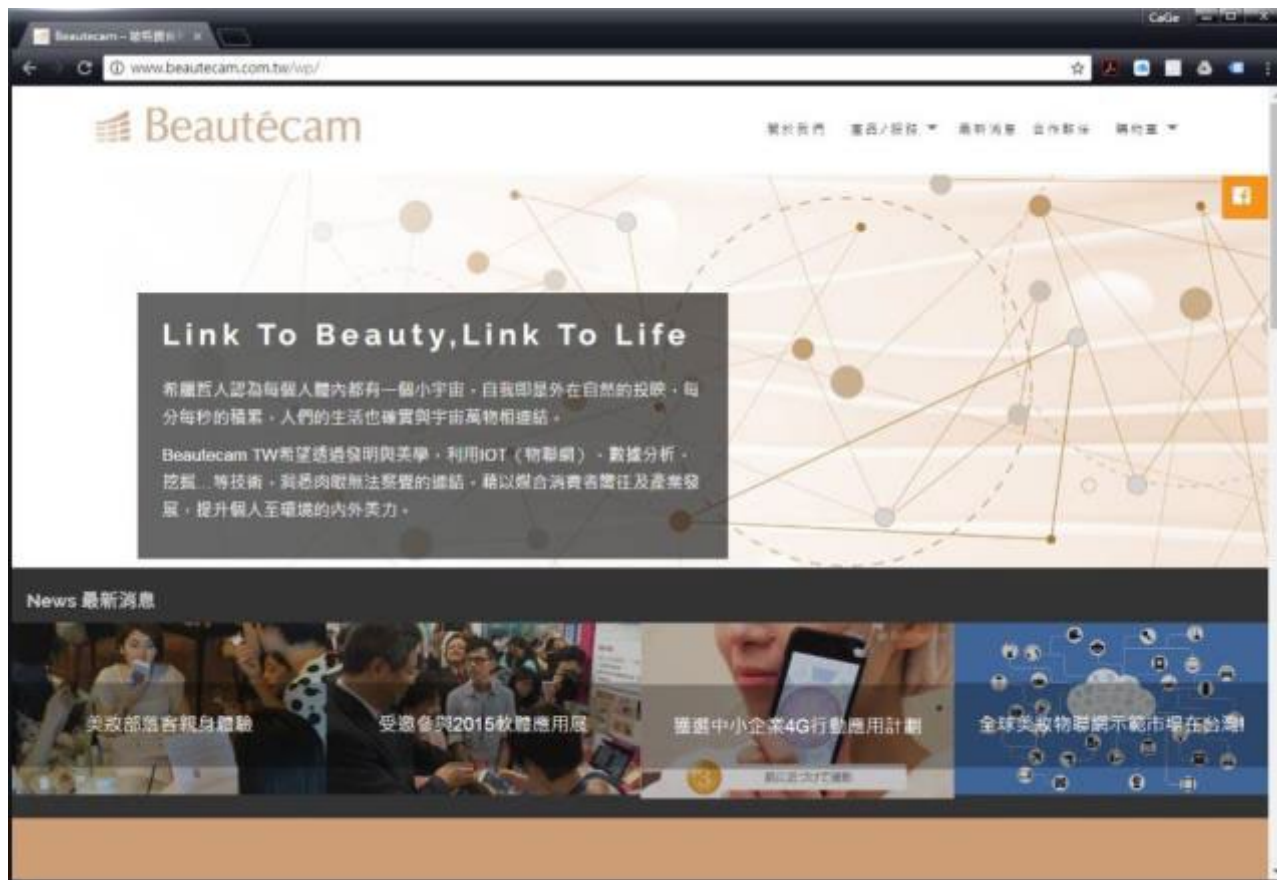 CaGe
Beautecam –
www.beautecam.com.tw/wp/
Beautécam
關於我們 產品/服務 最新消息 合作夥伴 購物車
Link To Beauty,Link To Life
希臘哲人認為每個人體內都有一個小宇宙，自我即是外在自然的投映，每
分每秒的積累，人們的生活也確實與宇宙萬物相連結。
Beautecam TW希望透過發明與美學，利用IOT（物聯網）、數據分析、
挖掘...等技術，洞悉肉眼無法察覺的連結，藉以媒合消費者嚮往及產業發
展，提升個人至環境的內外美力。
News 最新消息
美妝部落客親身體驗
受邀參與2015軟體應用展
獲選中小企業4G行動應用計劃
全球美妝物聯網示範市場在台灣!
肌に近づけて撮影